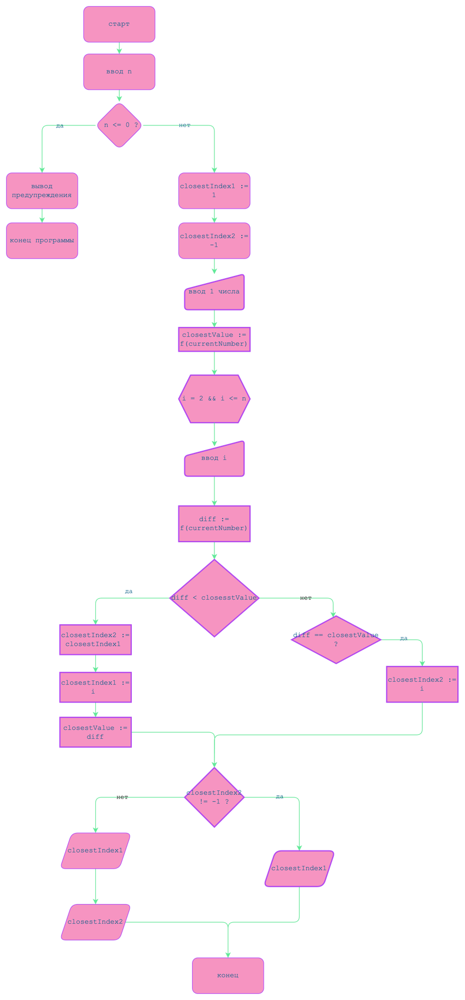 старт
ввод n
n <= 0 ?
да
нет
вывод
предупреждения
closestIndex1 :=
1
конец программы
closestIndex2 :=
-1
ввод 1 числа
closestValue :=
f(currentNumber)
i = 2 && i <= n
ввод i
diff :=
f(currentNumber)
diff < closesstValue
да
нет
diff == closestValue
?
да
closestIndex2 :=
closestIndex1
closestIndex1 :=
i
closestIndex2 :=
i
closestValue :=
diff
closestIndex2
!= -1 ?
нет
да
closestIndex1
closestIndex1
closestIndex2
конец